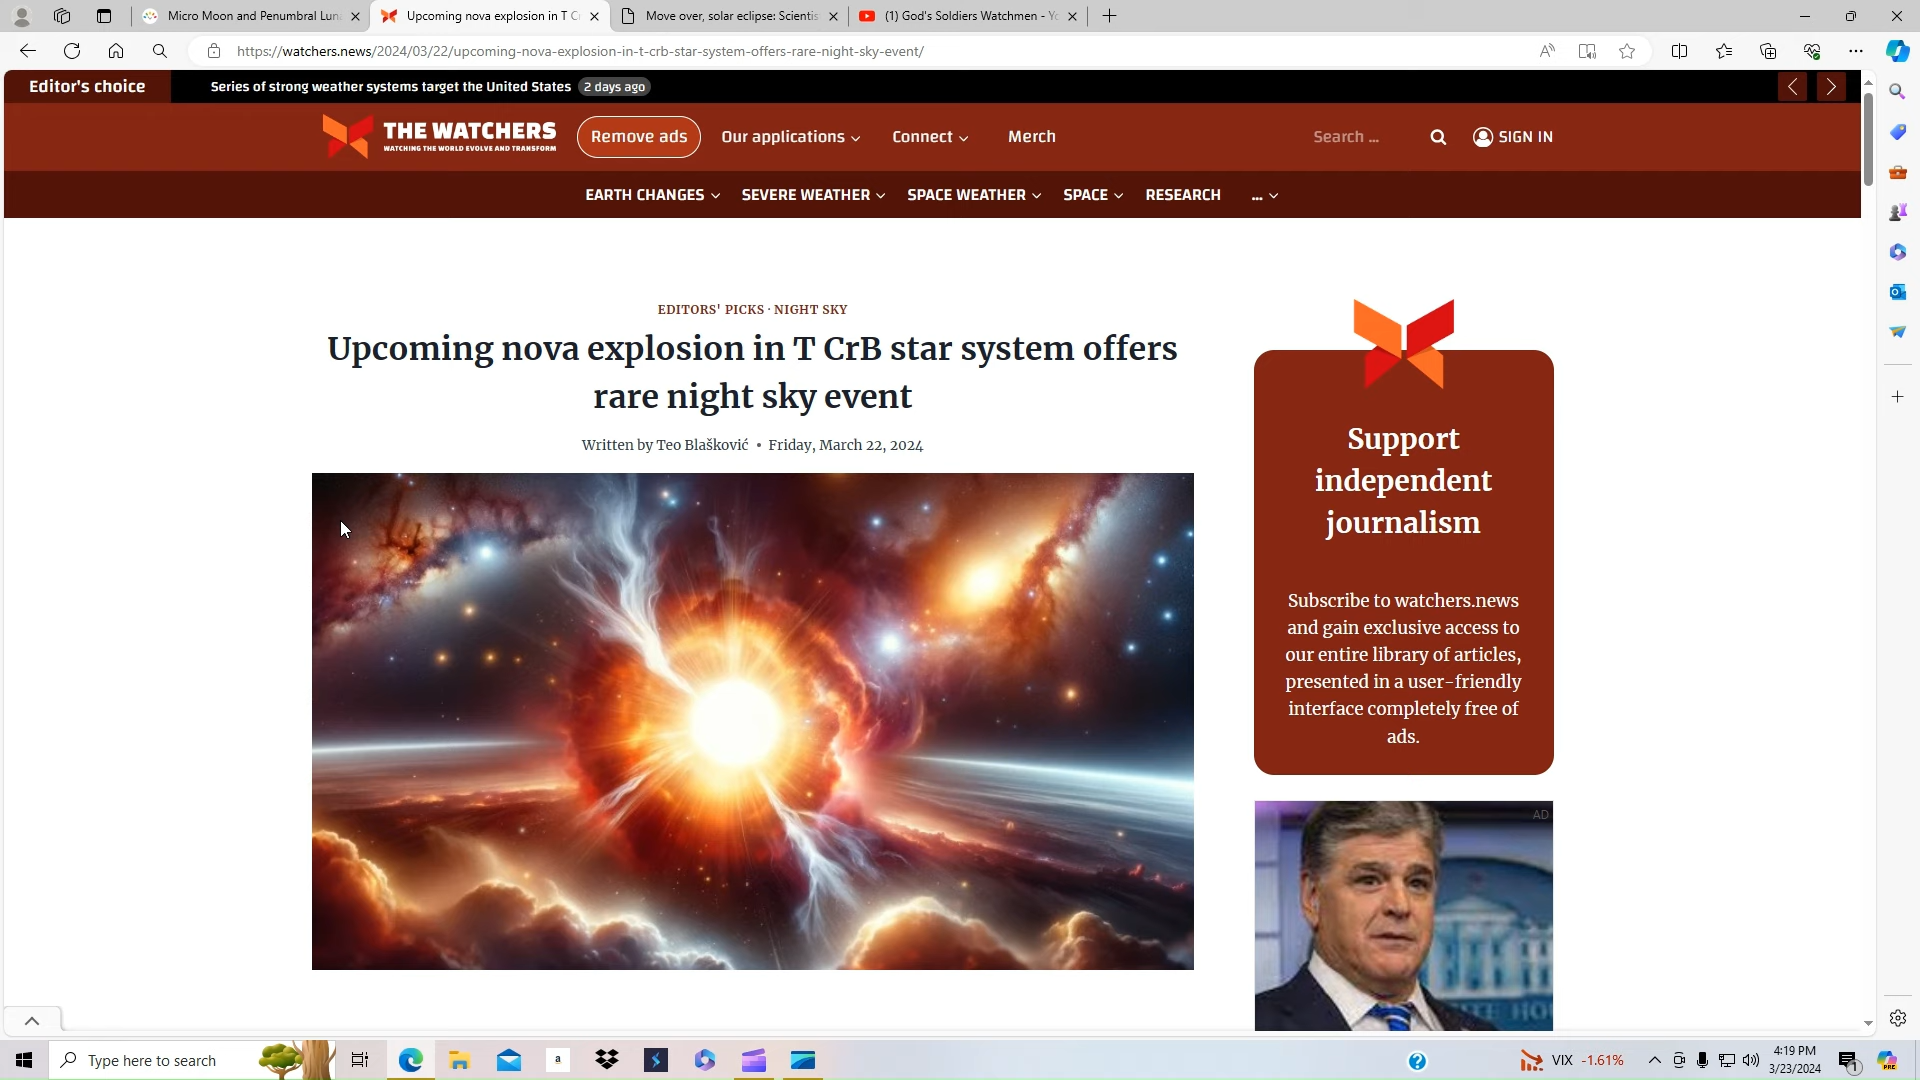 Micro Moon and Penumbral Luna
Upcoming nova explosion in T C
Move over, solar eclipse: Scientis
(1) God's Soldiers Watchmen - Yo
https://watchers.news/2024/03/22/upcoming-nova-explosion-in-t-crb-star-system-offers-rare-night-sky-event/
Editor's choice
Series of strong weather systems target the United States 2 days ago
THE WATCHERS
WATCHING THE WORLD EVOLVE AND TRANSFORM
Remove ads
Our applications
Connect
Merch
Search ...
SIGN IN
EARTH CHANGES
SEVERE WEATHER
SPACE WEATHER
SPACE
RESEARCH
...
EDITORS' PICKS · NIGHT SKY
Upcoming nova explosion in T CrB star system offers
rare night sky event
Written by Teo Blašković • Friday, March 22, 2024
Support
independent
journalism
Subscribe to watchers.news
and gain exclusive access to
our entire library of articles,
presented in a user-friendly
interface completely free of
ads.
AD
Type here to search
a
VIX -1.61%
4:19 PM
3/23/2024
1
PRE